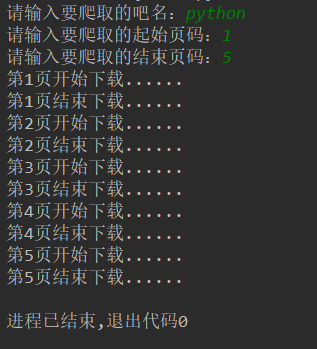 请输入要爬取的吧名：python
请输入要爬取的起始页码：1
请输入要爬取的结束页码：5
第1页开始下载......
第1页结束下载......
第2页开始下载......
第2页结束下载......
第3页开始下载......
第3页结束下载......
第4页开始下载......
第4页结束下载......
第5页开始下载......
第5页结束下载......
进程已结束,退出代码0